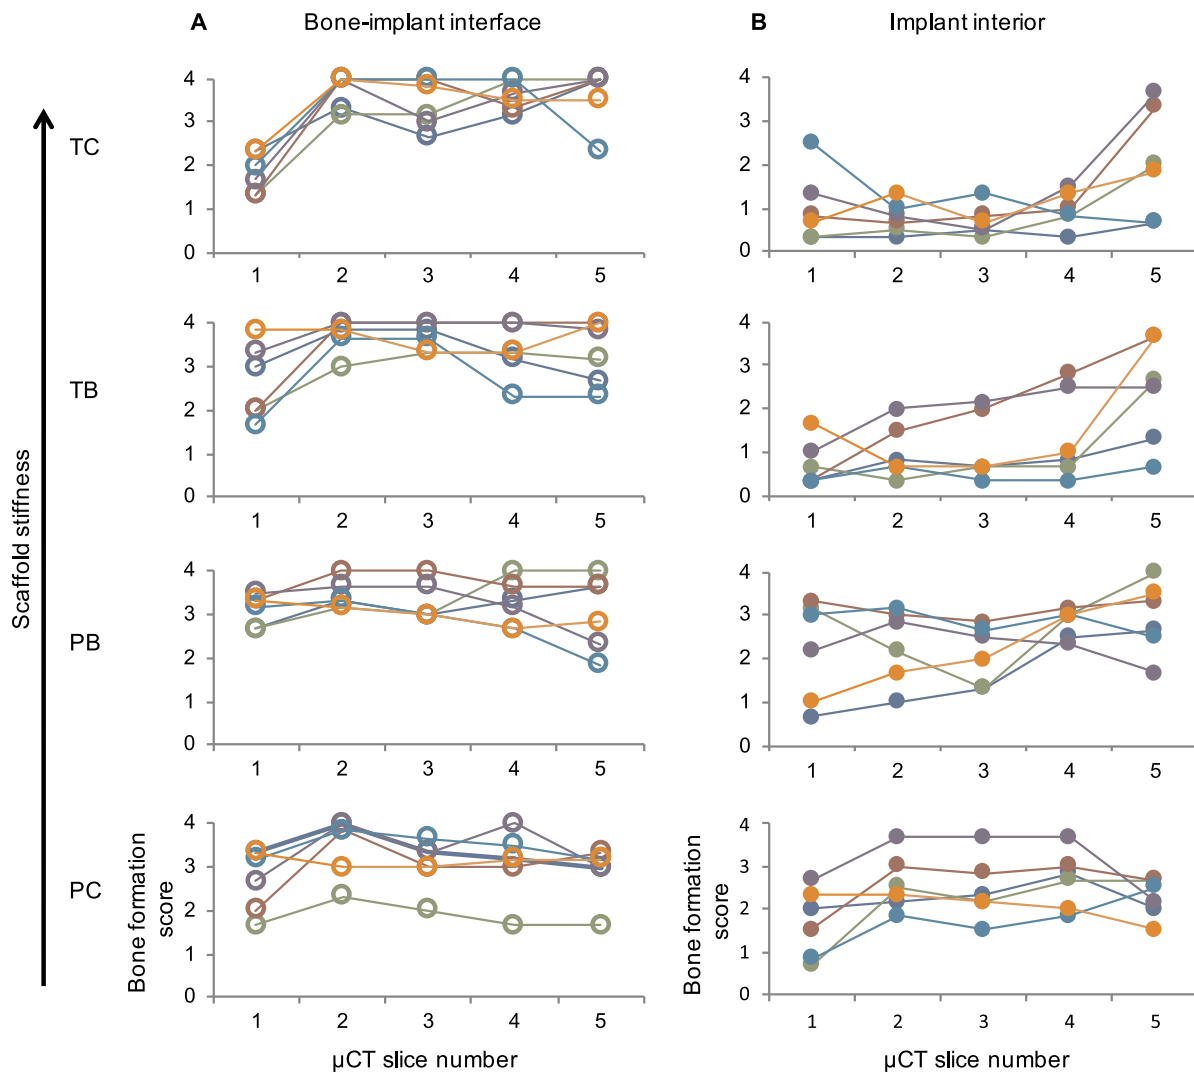 A Bone-implant interface B Implant interior
Scaffold stiffness
TC
4
3
2
1
0
1 2 3 4 5
4
3
2
1
0
1 2 3 4 5
TB
4
3
2
1
0
1 2 3 4 5
4
3
2
1
0
1 2 3 4 5
PB
4
3
2
1
0
1 2 3 4 5
4
3
2
1
0
1 2 3 4 5
PC
Bone formation
score
4
3
2
1
0
1 2 3 4 5
µCT slice number
Bone formation
score
4
3
2
1
0
1 2 3 4 5
µCT slice number